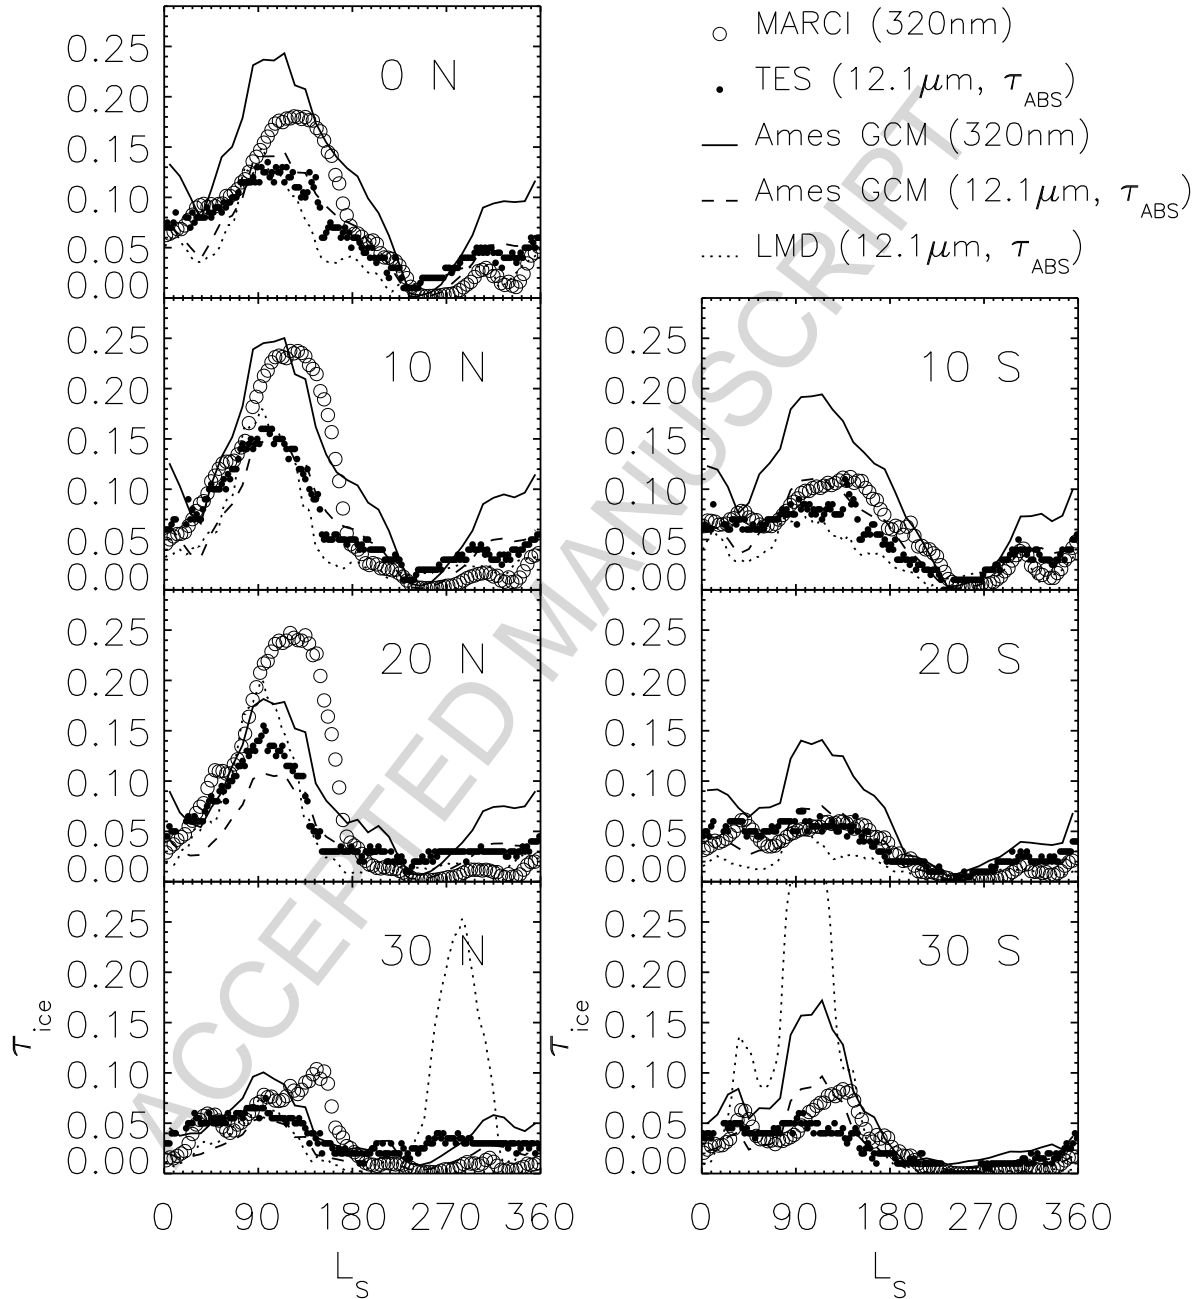 MARCI (320nm)
TES (12.1μm, τABS)
Ames GCM (320nm)
Ames GCM (12.1μm, τABS)
LMD (12.1μm, τABS)
0.25
0.20
0.15
0.10
0.05
0.00
0 N
0.25
0.20
0.15
0.10
0.05
0.00
10 N
0.25
0.20
0.15
0.10
0.05
0.00
10 S
0.25
0.20
0.15
0.10
0.05
0.00
20 N
0.25
0.20
0.15
0.10
0.05
0.00
20 S
0.25
0.20
0.15
0.10
0.05
0.00
30 N
τice
0 90 180 270 360
LS
0.25
0.20
0.15
0.10
0.05
0.00
30 S
τice
0 90 180 270 360
LS
ACCEPTED MANUSCRIPT